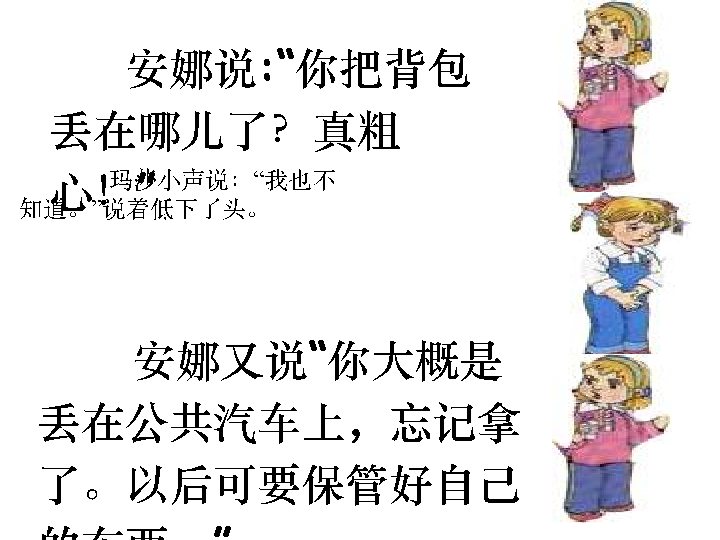 安娜说:“你把背包
丢在哪儿了？真粗
心！”
玛莎小声说：“我也不
知道。”说着低下了头。
安娜又说“你大概是
丢在公共汽车上，忘记拿
了。以后可要保管好自己
的东西。”